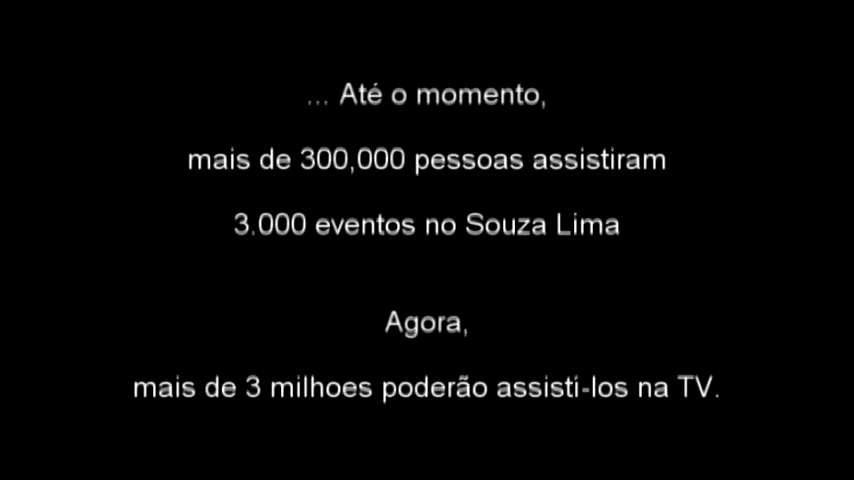 ... Até o momento,
mais de 300,000 pessoas assistiram
3.000 eventos no Souza Lima
Agora,
mais de 3 milhoes poderão assistí-los na TV.